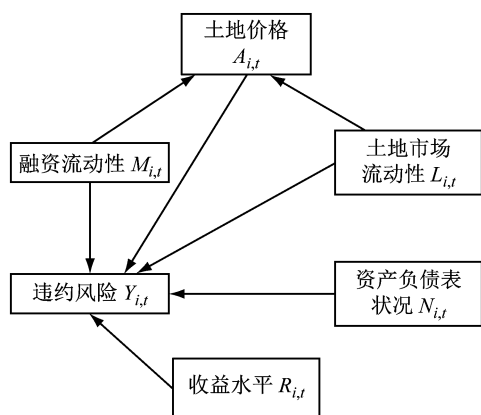 土地价格
A_{i,t}
融资流动性 M_{i,t}
土地市场
流动性 L_{i,t}
违约风险 Y_{i,t}
资产负债表
状况 N_{i,t}
收益水平 R_{i,t}